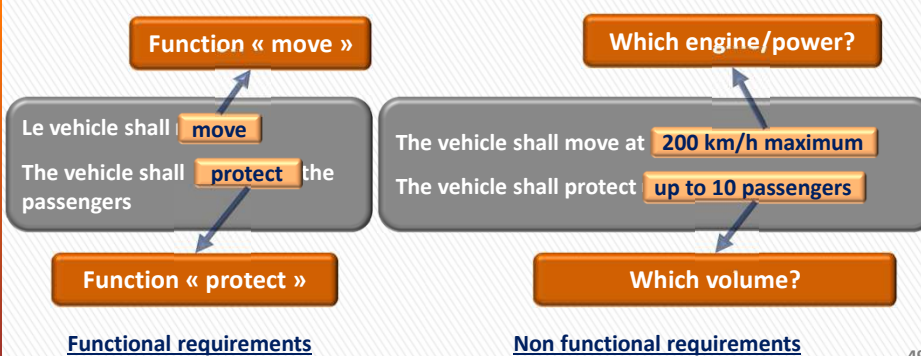 Function « move »
Which engine/power?
Le vehicle shall move
The vehicle shall protect the
passengers
The vehicle shall move at 200 km/h maximum
The vehicle shall protect up to 10 passengers
Function « protect »
Which volume?
Functional requirements
Non functional requirements